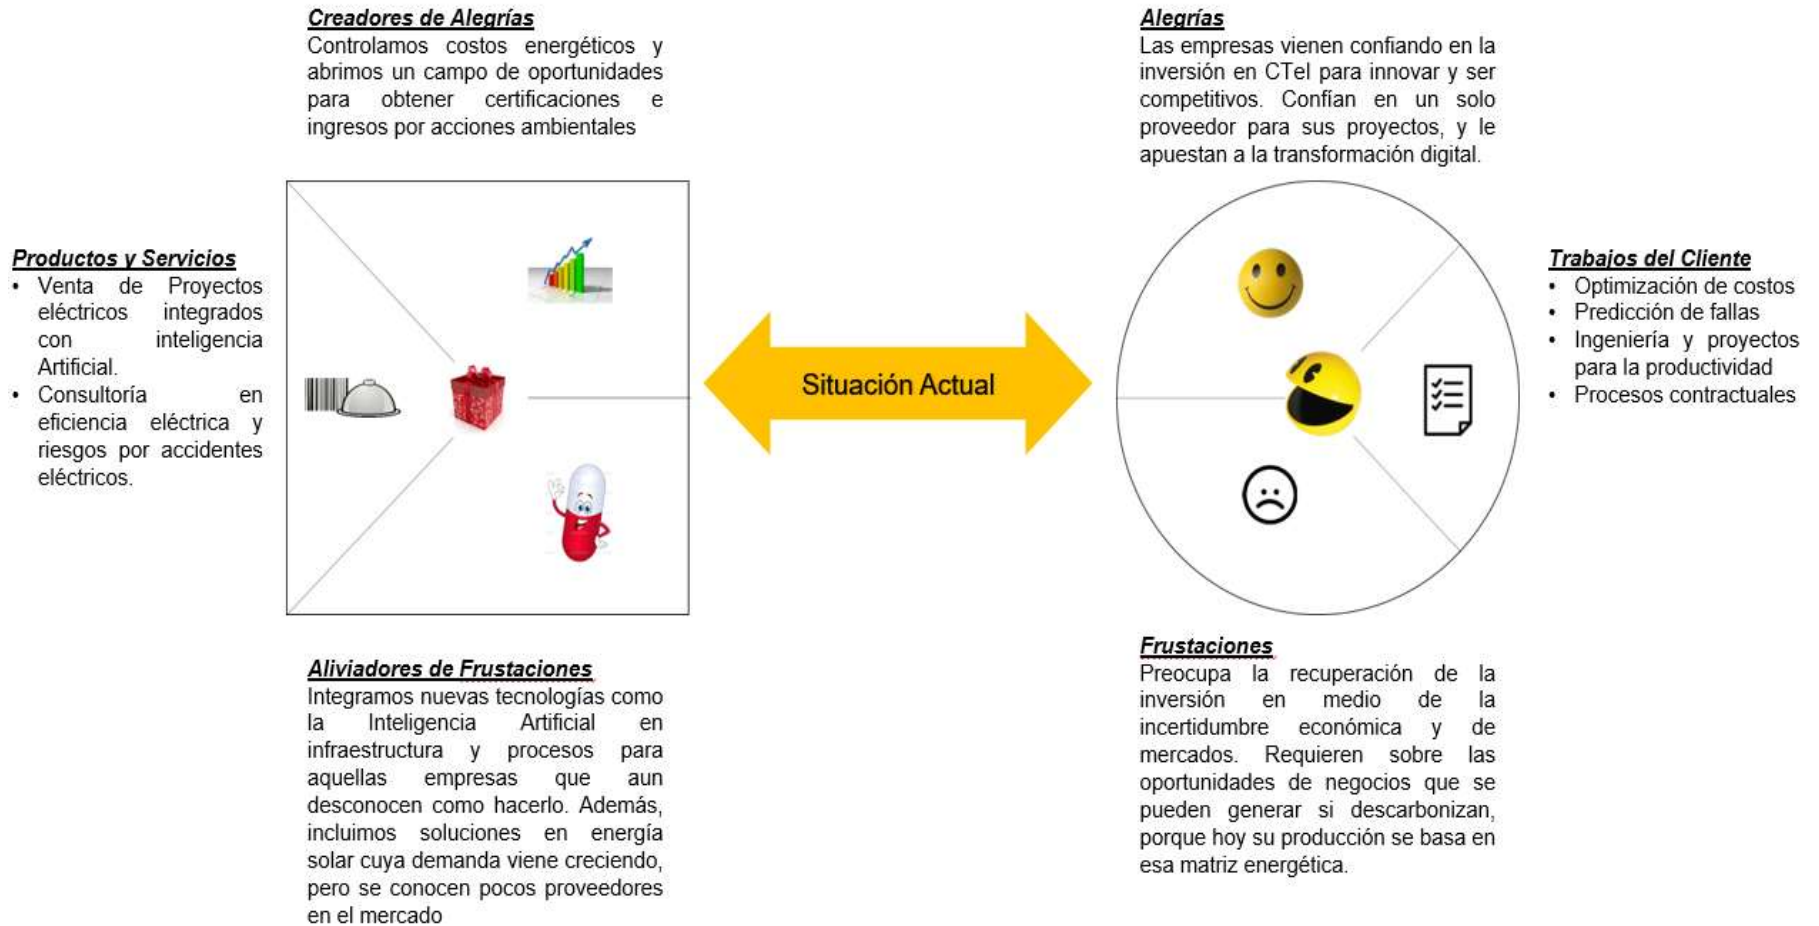 Creadores de Alegrías
Controlamos costos energéticos y
abrimos un campo de oportunidades
para obtener certificaciones e
ingresos por acciones ambientales
Alegrías
Las empresas vienen confiando en la
inversión en CTeI para innovar y ser
competitivos. Confían en un solo
proveedor para sus proyectos, y le
apuestan a la transformación digital.
Productos y Servicios
• Venta de Proyectos
eléctricos integrados
con inteligencia
Artificial.
• Consultoría en
eficiencia eléctrica y
riesgos por accidentes
eléctricos.
Situación Actual
Trabajos del Cliente
• Optimización de costos
• Predicción de fallas
• Ingeniería y proyectos
para la productividad
• Procesos contractuales
Aliviadores de Frustaciones
Integramos nuevas tecnologías como
la Inteligencia Artificial en
infraestructura y procesos para
aquellas empresas que aun
desconocen como hacerlo. Además,
incluimos soluciones en energía
solar cuya demanda viene creciendo,
pero se conocen pocos proveedores
en el mercado
Frustaciones
Preocupa la recuperación de la
inversión en medio de la
incertidumbre económica y de
mercados. Requieren sobre las
oportunidades de negocios que se
pueden generar si descarbonizan,
porque hoy su producción se basa en
esa matriz energética.